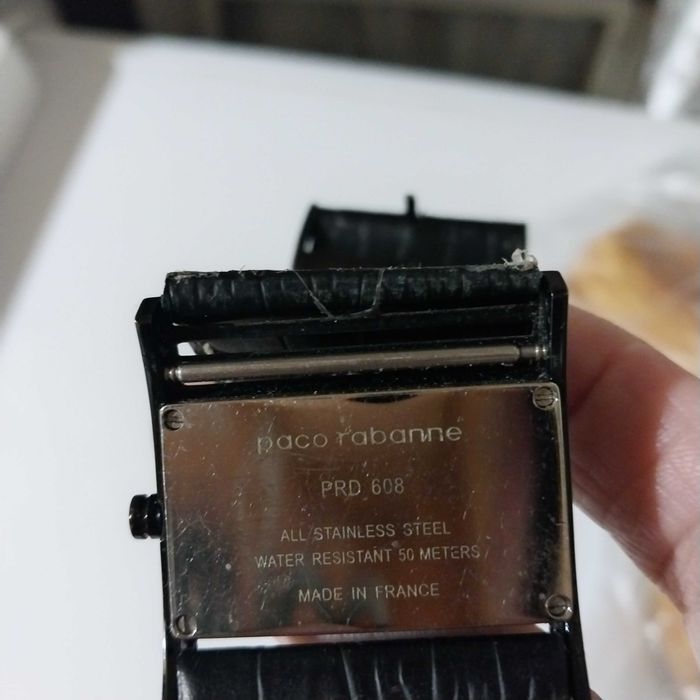 paco rabanne
PRD 608
ALL STAINLESS STEEL
WATER RESISTANT 50 METERS
MADE IN FRANCE